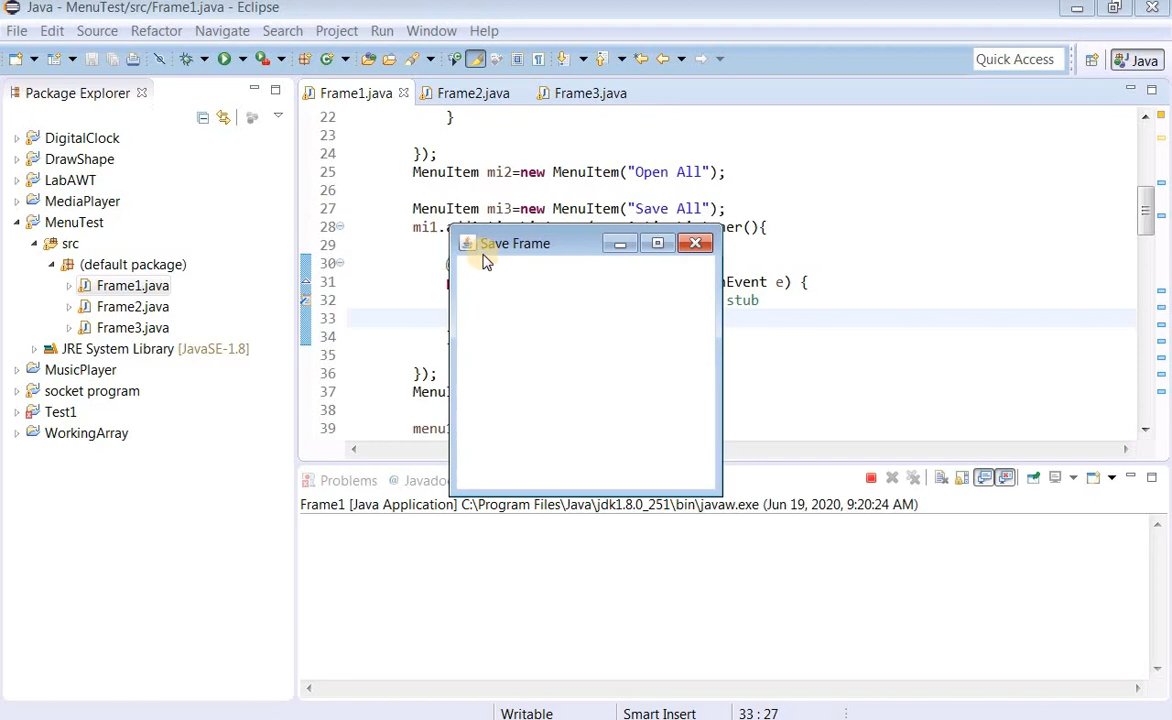 Java - MenuTest/src/Frame1.java - Eclipse
File Edit Source Refactor Navigate Search Project Run Window Help
Quick Access Java
Package Explorer
DigitalClock
DrawShape
LabAWT
MediaPlayer
MenuTest
src
(default package)
Frame1.java
Frame2.java
Frame3.java
JRE System Library [JavaSE-1.8]
MusicPlayer
socket program
Test1
WorkingArray
Frame1.java Frame2.java Frame3.java
22 }
23
24 });
25 MenuItem mi2=new MenuItem("Open All");
26
27 MenuItem mi3=new MenuItem("Save All");
28 mi1.
29
30
31 Event e) {
32 stub
33
34
35
36 });
37 Menu
38
39 menu
Save Frame
Problems @ Javado
Frame1 [Java Application] C:\Program Files\Java\jdk1.8.0_251\bin\javaw.exe (Jun 19, 2020, 9:20:24 AM)
Writable Smart Insert 33 : 27